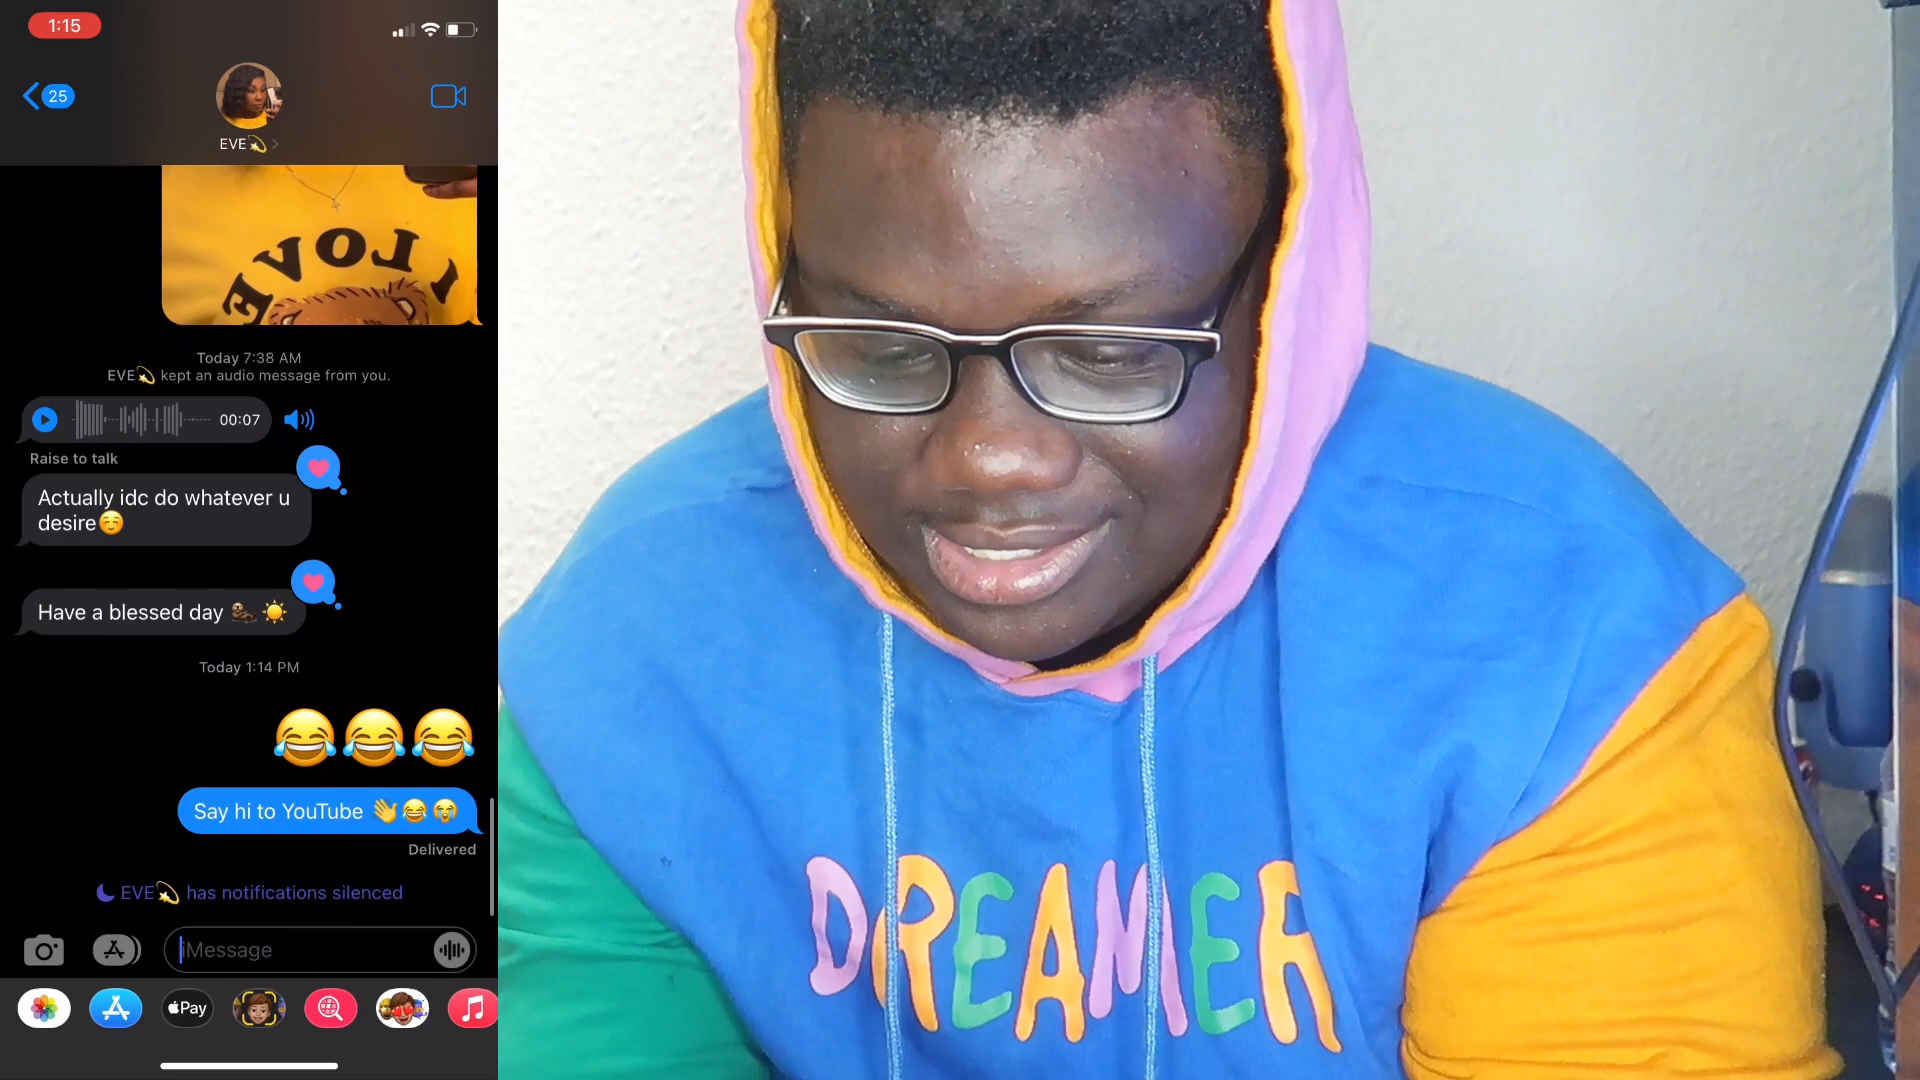 1:15
25
EVE💫
I LOVE
Today 7:38 AM
EVE💫 kept an audio message from you.
00:07
Raise to talk
Actually idc do whatever u
desire☺️
Have a blessed day 🦦☀️
Today 1:14 PM
😂😂😂
Say hi to YouTube 👋😂😭
Delivered
EVE💫 has notifications silenced
iMessage
Pay
DREAMER